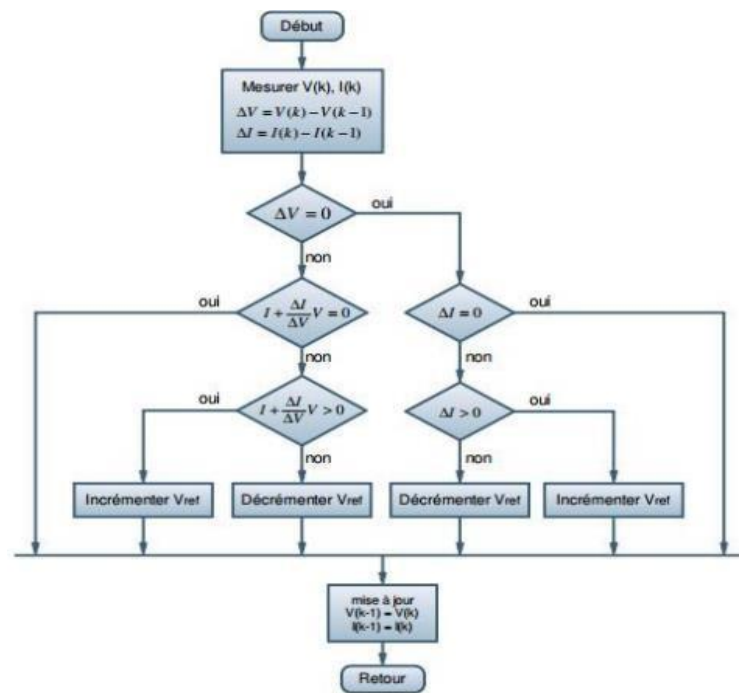 Début
Mesurer V(k), I(k)
ΔV = V(k) − V(k−1)
ΔI = I(k) − I(k−1)
ΔV = 0
oui
non
oui
I + ΔI/ΔV V = 0
ΔI = 0
oui
non
non
oui
I + ΔI/ΔV V > 0
ΔI > 0
oui
non
non
Incrémenter Vref
Décrémenter Vref
Décrémenter Vref
Incrémenter Vref
mise à jour
V(k-1) = V(k)
I(k-1) = I(k)
Retour